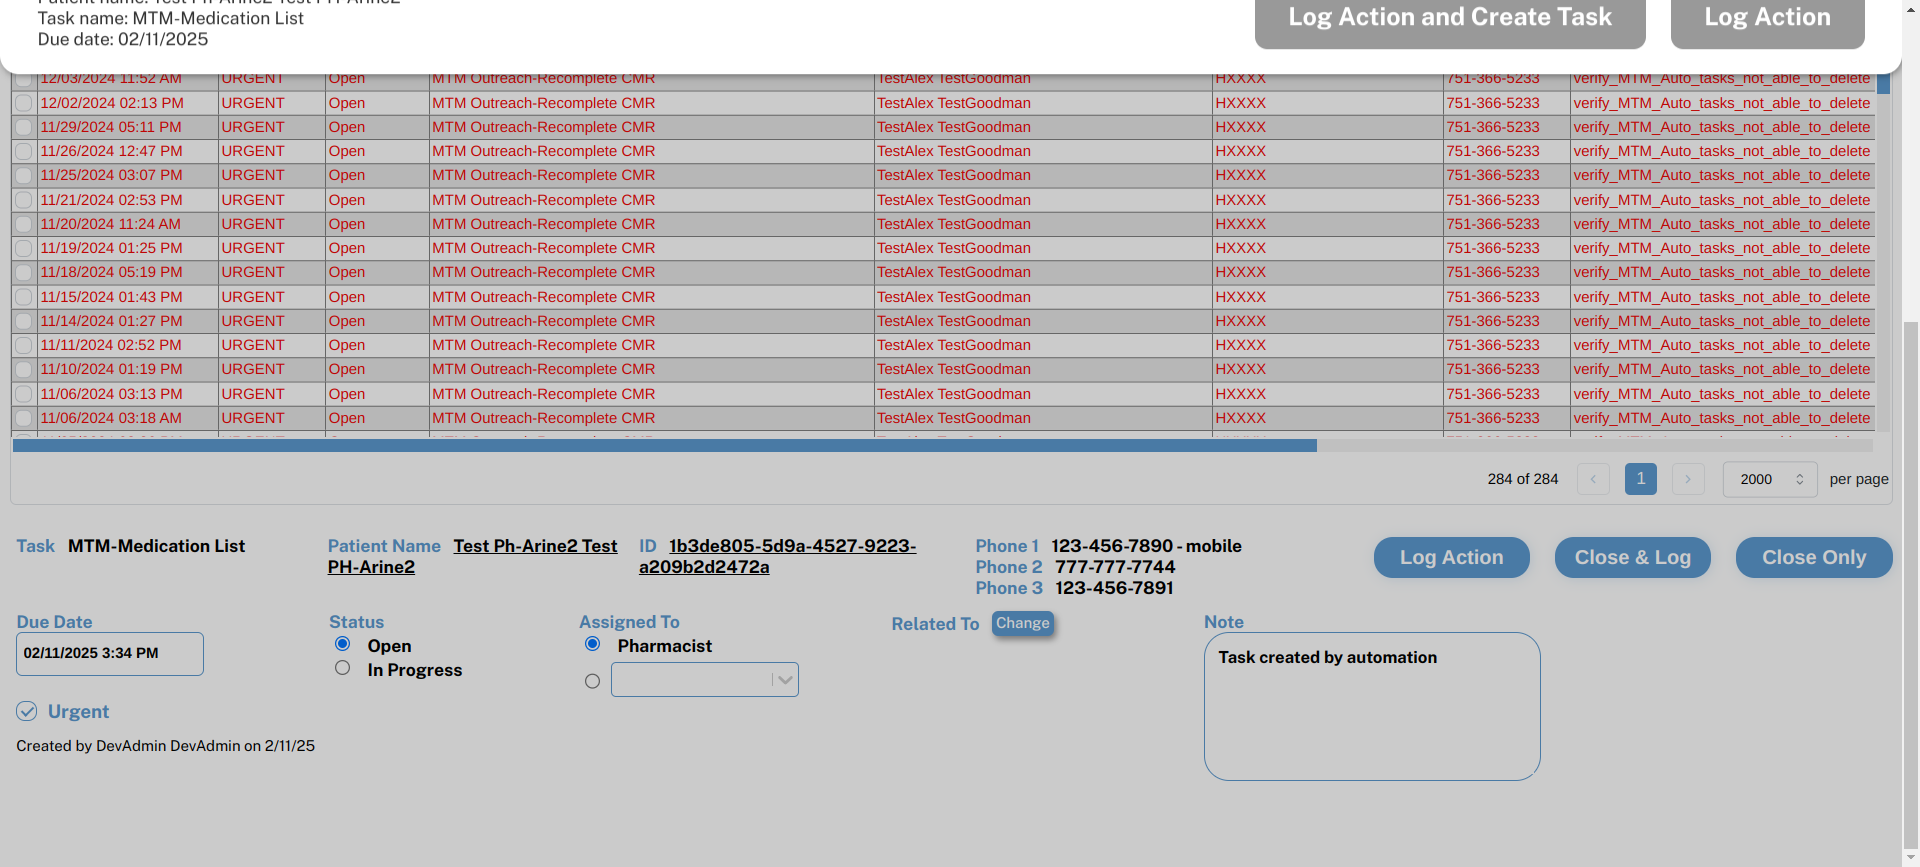 Task name: MTM-Medication List
Due date: 02/11/2025
Log Action and Create Task
Log Action
12/03/2024 11:52 AM URGENT Open MTM Outreach-Recomplete CMR TestAlex TestGoodman HXXXX 751-366-5233 verify_MTM_Auto_tasks_not_able_to_delete
12/02/2024 02:13 PM URGENT Open MTM Outreach-Recomplete CMR TestAlex TestGoodman HXXXX 751-366-5233 verify_MTM_Auto_tasks_not_able_to_delete
11/29/2024 05:11 PM URGENT Open MTM Outreach-Recomplete CMR TestAlex TestGoodman HXXXX 751-366-5233 verify_MTM_Auto_tasks_not_able_to_delete
11/26/2024 12:47 PM URGENT Open MTM Outreach-Recomplete CMR TestAlex TestGoodman HXXXX 751-366-5233 verify_MTM_Auto_tasks_not_able_to_delete
11/25/2024 03:07 PM URGENT Open MTM Outreach-Recomplete CMR TestAlex TestGoodman HXXXX 751-366-5233 verify_MTM_Auto_tasks_not_able_to_delete
11/21/2024 02:53 PM URGENT Open MTM Outreach-Recomplete CMR TestAlex TestGoodman HXXXX 751-366-5233 verify_MTM_Auto_tasks_not_able_to_delete
11/20/2024 11:24 AM URGENT Open MTM Outreach-Recomplete CMR TestAlex TestGoodman HXXXX 751-366-5233 verify_MTM_Auto_tasks_not_able_to_delete
11/19/2024 01:25 PM URGENT Open MTM Outreach-Recomplete CMR TestAlex TestGoodman HXXXX 751-366-5233 verify_MTM_Auto_tasks_not_able_to_delete
11/18/2024 05:19 PM URGENT Open MTM Outreach-Recomplete CMR TestAlex TestGoodman HXXXX 751-366-5233 verify_MTM_Auto_tasks_not_able_to_delete
11/15/2024 01:43 PM URGENT Open MTM Outreach-Recomplete CMR TestAlex TestGoodman HXXXX 751-366-5233 verify_MTM_Auto_tasks_not_able_to_delete
11/14/2024 01:27 PM URGENT Open MTM Outreach-Recomplete CMR TestAlex TestGoodman HXXXX 751-366-5233 verify_MTM_Auto_tasks_not_able_to_delete
11/11/2024 02:52 PM URGENT Open MTM Outreach-Recomplete CMR TestAlex TestGoodman HXXXX 751-366-5233 verify_MTM_Auto_tasks_not_able_to_delete
11/10/2024 01:19 PM URGENT Open MTM Outreach-Recomplete CMR TestAlex TestGoodman HXXXX 751-366-5233 verify_MTM_Auto_tasks_not_able_to_delete
11/06/2024 03:13 PM URGENT Open MTM Outreach-Recomplete CMR TestAlex TestGoodman HXXXX 751-366-5233 verify_MTM_Auto_tasks_not_able_to_delete
11/06/2024 03:18 AM URGENT Open MTM Outreach-Recomplete CMR TestAlex TestGoodman HXXXX 751-366-5233 verify_MTM_Auto_tasks_not_able_to_delete
284 of 284 < 1 > 2000 per page
Task MTM-Medication List
Patient Name Test Ph-Arine2 Test
PH-Arine2
ID 1b3de805-5d9a-4527-9223-
a209b2d2472a
Phone 1 123-456-7890 - mobile
Phone 2 777-777-7744
Phone 3 123-456-7891
Log Action
Close & Log
Close Only
Due Date
02/11/2025 3:34 PM
Status
Open
In Progress
Assigned To
Pharmacist
Related To Change
Note
Task created by automation
Urgent
Created by DevAdmin DevAdmin on 2/11/25